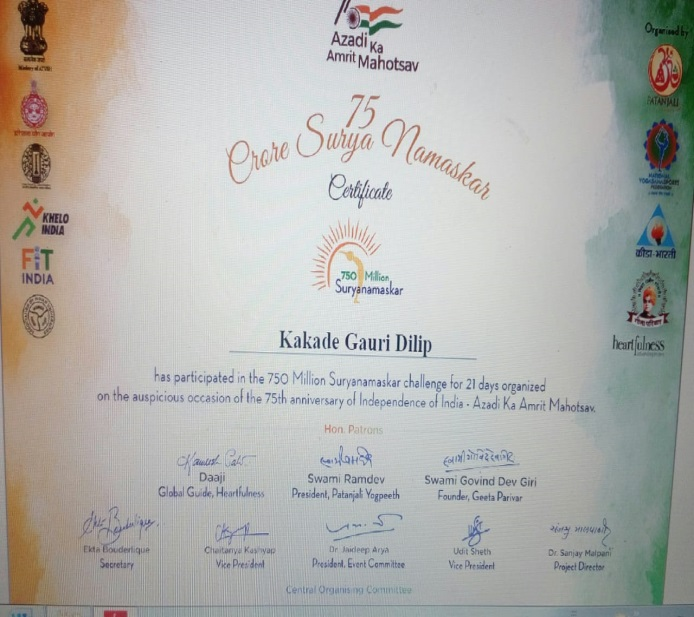 Azadi Ka
Amrit Mahotsav
75
Crore Surya Namaskar
Certificate
750 Million
Suryanamaskar
Organised by
PATANJALI
KHELO
INDIA
FIT
INDIA
क्रीडा-भारती
heartfulness
Kakade Gauri Dilip
has participated in the 750 Million Suryanamaskar challenge for 21 days organized
on the auspicious occasion of the 75th anniversary of Independence of India - Azadi Ka Amrit Mahotsav.
Hon. Patrons
Daaji
Global Guide, Heartfulness
Swami Ramdev
President, Patanjali Yogpeeth
Swami Govind Dev Giri
Founder, Geeta Parivar
Ekta Bouderlique
Secretary
Chaitanya Kashyap
Vice President
Dr. Jaideep Arya
President, Event Committee
Udit Sheth
Vice President
Dr. Sanjay Malpani
Project Director
Central Organising Committee